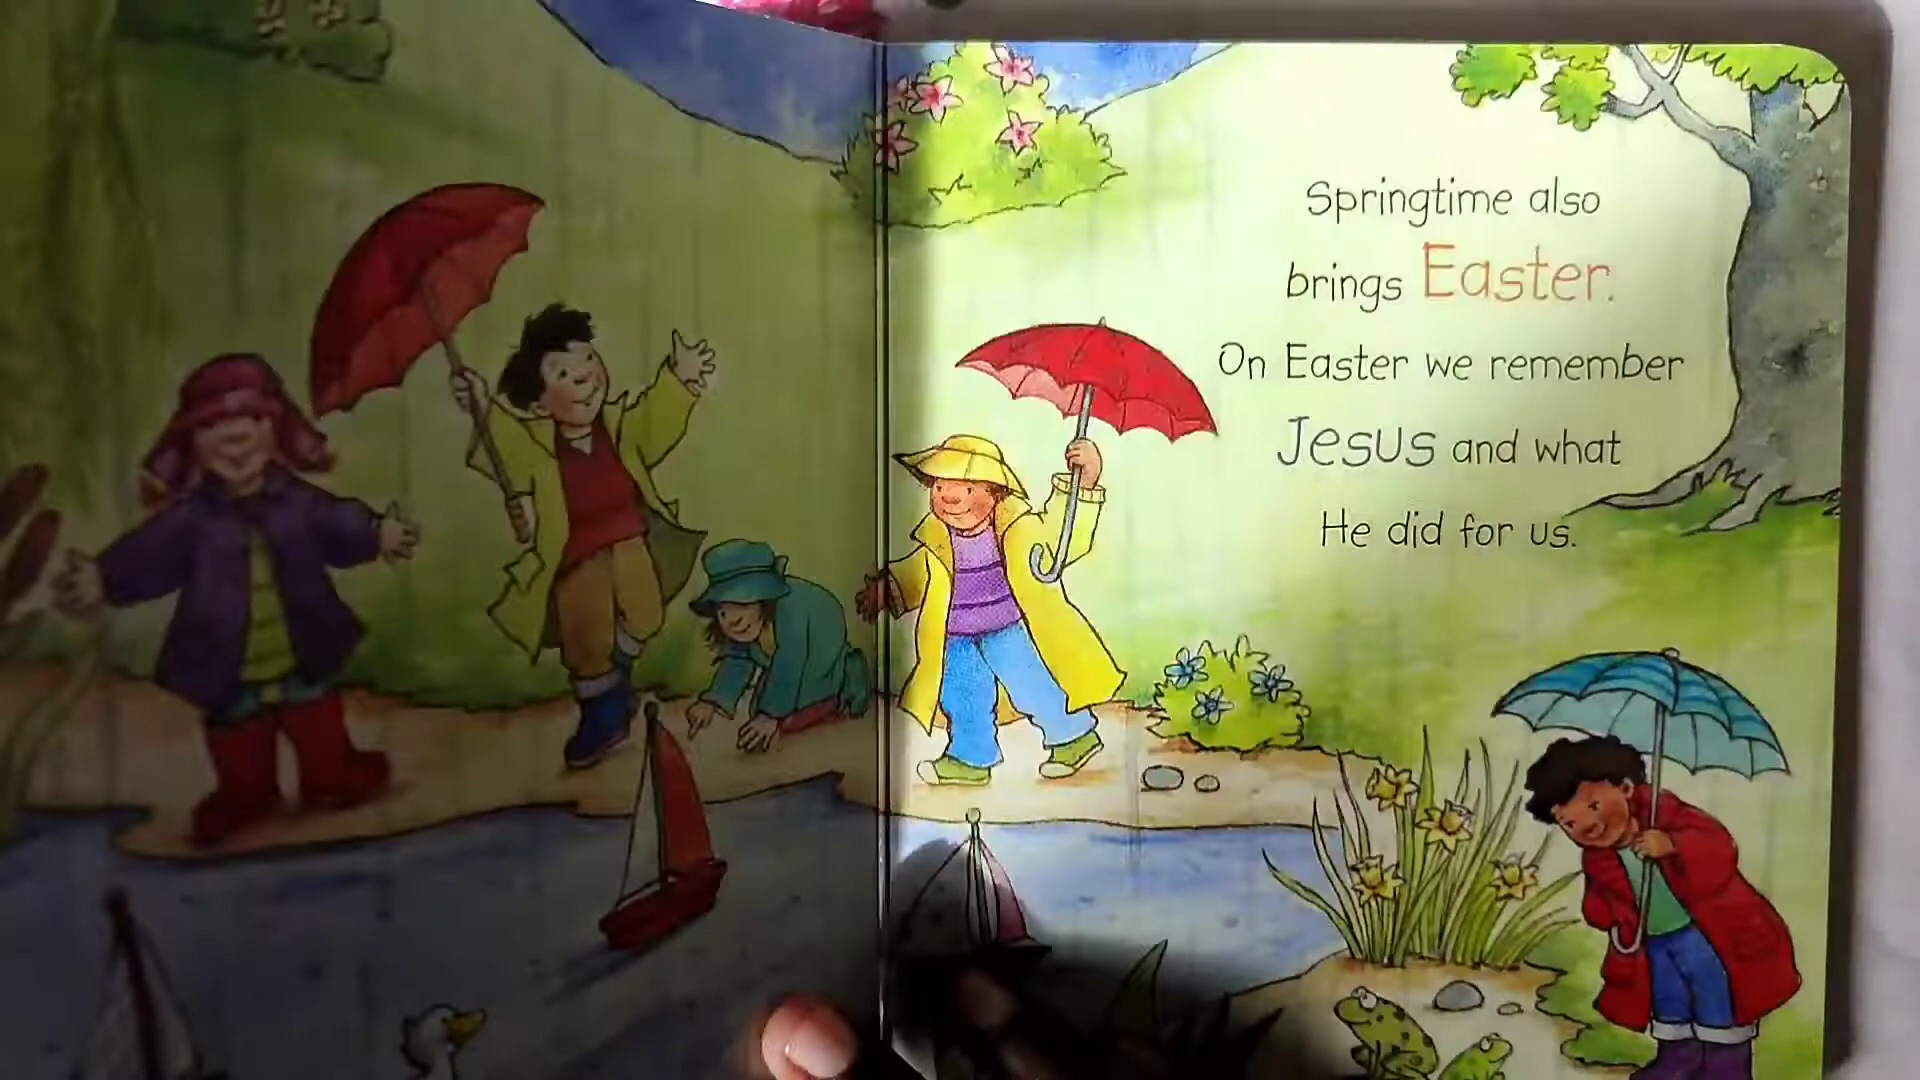 Springtime also
brings Easter.
On Easter we remember
Jesus and what
He did for us.